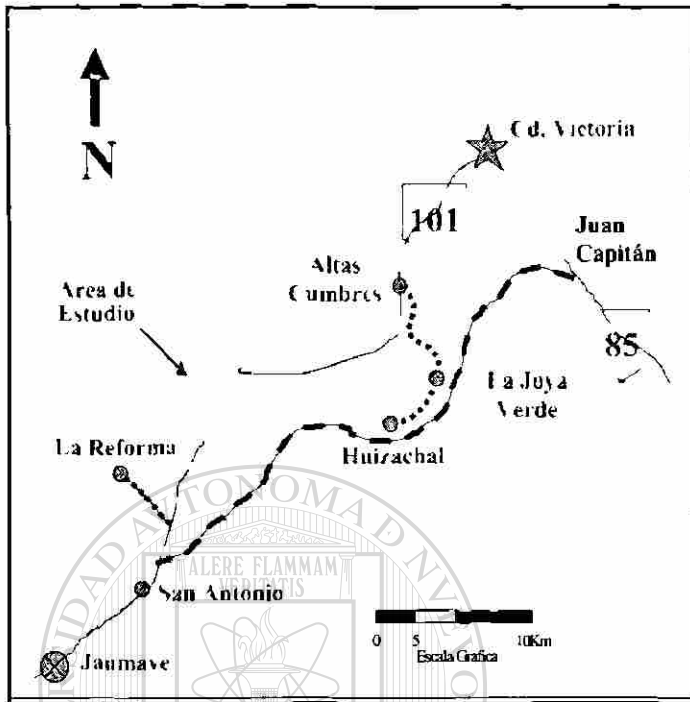 N
Cd. Victoria
101
Juan
Capitán
Altas
Cumbres
Area de
Estudio
85
La Joya
Verde
La Reforma
Huizachal
ALERE FLAMMAM
VERITATIS
San Antonio
Jaumave
0 5 10Km
Escala Grafica